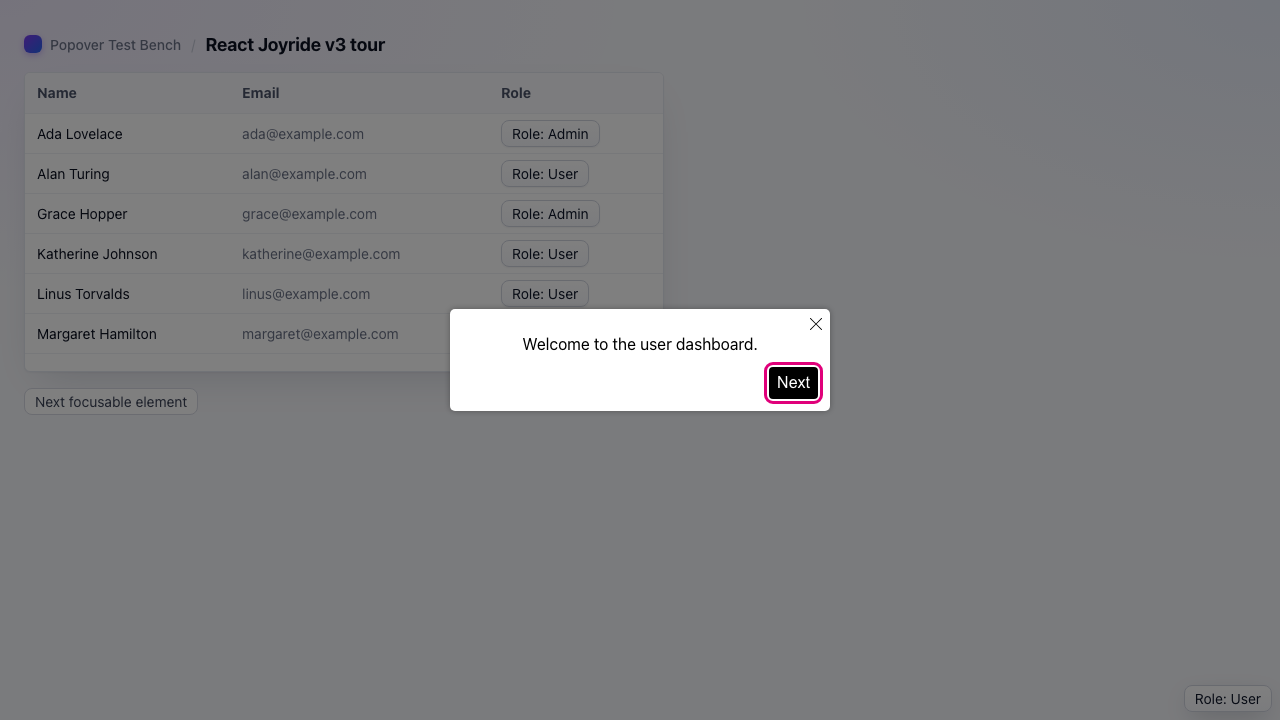 Popover Test Bench / React Joyride v3 tour
Name Email Role
Ada Lovelace ada@example.com Role: Admin
Alan Turing alan@example.com Role: User
Grace Hopper grace@example.com Role: Admin
Katherine Johnson katherine@example.com Role: User
Linus Torvalds linus@example.com Role: User
Margaret Hamilton margaret@example.com
Welcome to the user dashboard.
Next
Next focusable element
Role: User